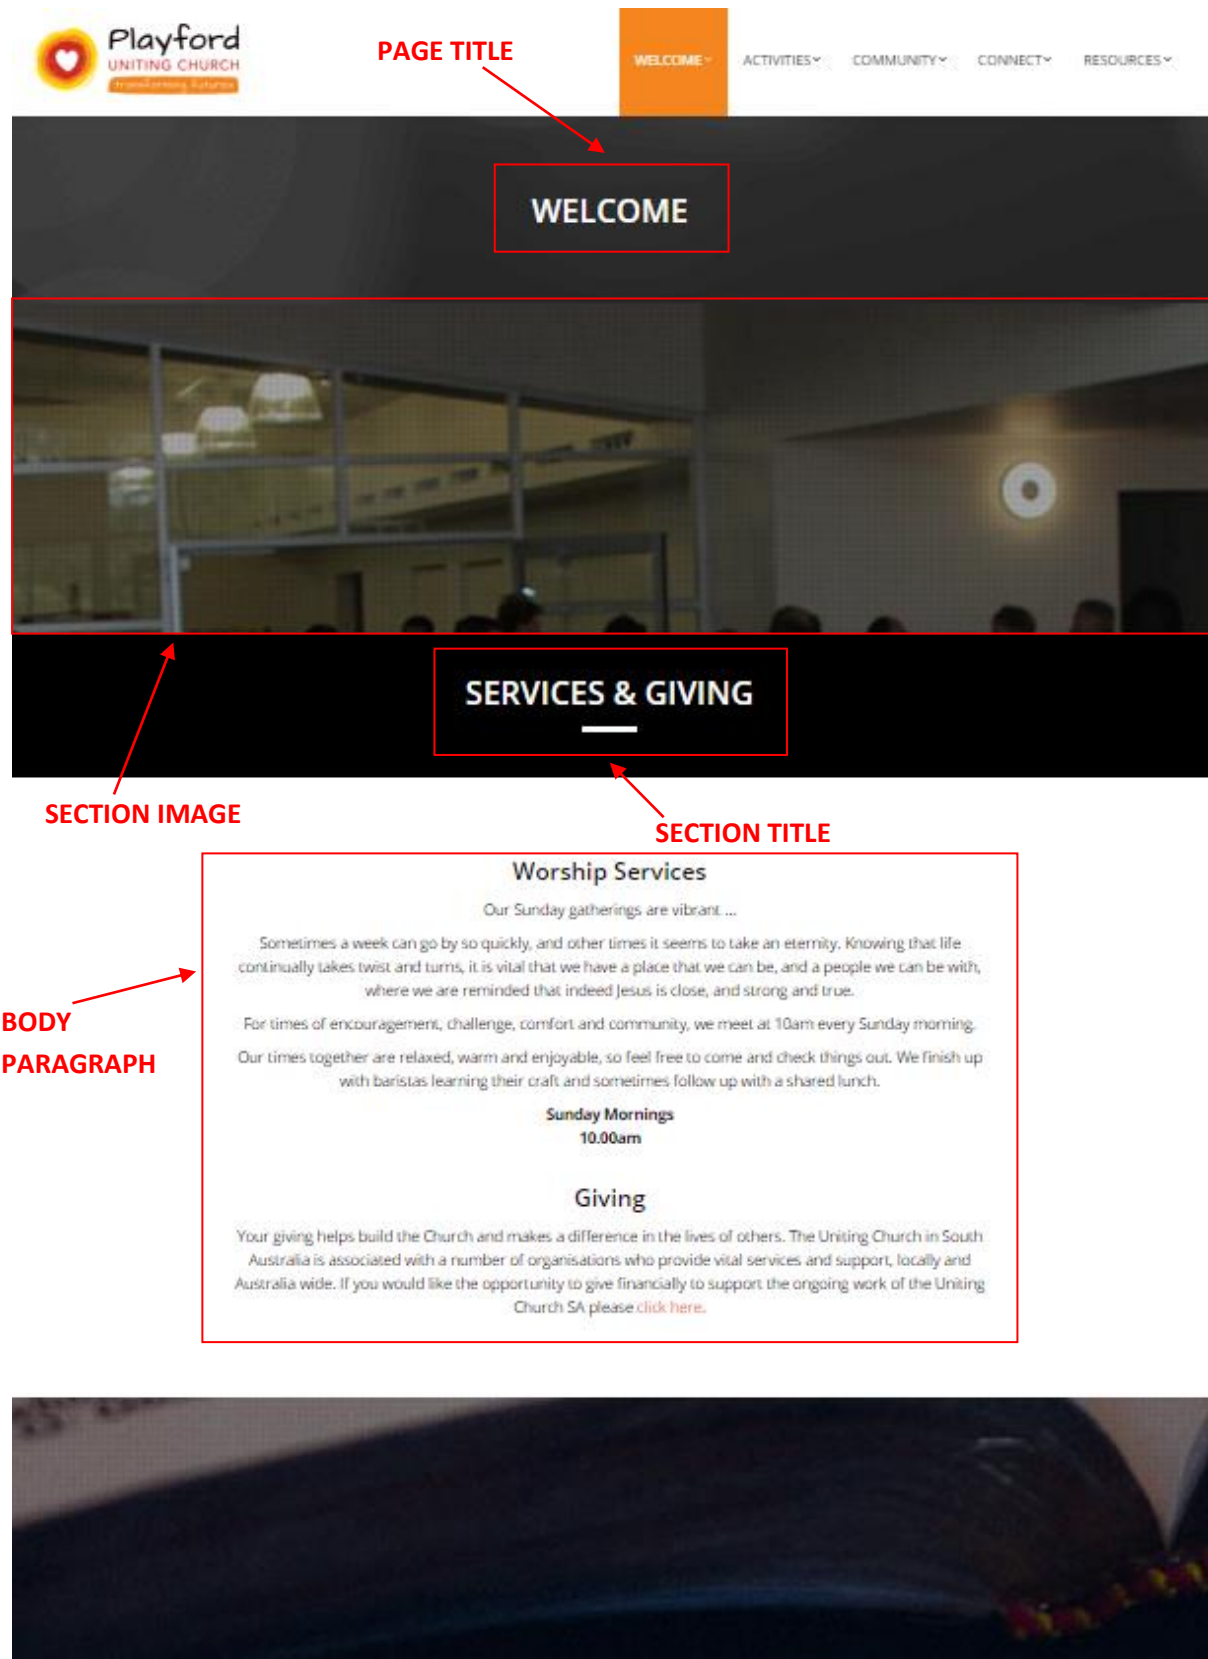 Playford
UNITING CHURCH
transforming futures
PAGE TITLE
WELCOME
ACTIVITIES
COMMUNITY
CONNECT
RESOURCES
WELCOME
SERVICES & GIVING
SECTION IMAGE
SECTION TITLE
Worship Services
Our Sunday gatherings are vibrant ...
Sometimes a week can go by so quickly, and other times it seems to take an eternity. Knowing that life
continually takes twist and turns, it is vital that we have a place that we can be, and a people we can be with,
where we are reminded that indeed Jesus is close, and strong and true.
BODY
PARAGRAPH
For times of encouragement, challenge, comfort and community, we meet at 10am every Sunday morning.
Our times together are relaxed, warm and enjoyable, so feel free to come and check things out. We finish up
with baristas learning their craft and sometimes follow up with a shared lunch.
Sunday Mornings
10.00am
Giving
Your giving helps build the Church and makes a difference in the lives of others. The Uniting Church in South
Australia is associated with a number of organisations who provide vital services and support, locally and
Australia wide. If you would like the opportunity to give financially to support the ongoing work of the Uniting
Church SA please click here.